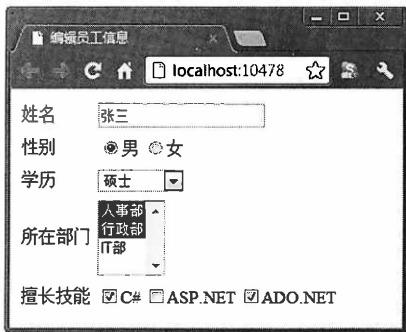 编辑员工信息
localhost:10478
姓名 张三
性别 男 女
学历 硕士
所在部门 人事部
行政部
IT部
擅长技能 C# ASP.NET ADO.NET